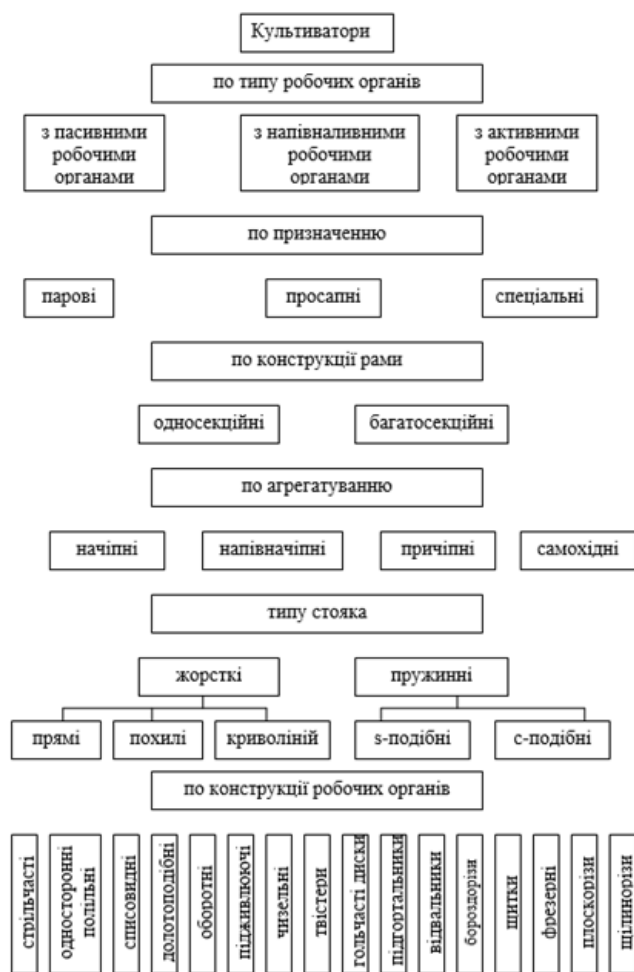 Культиватори
по типу робочих органів
з пасивними
робочими
органами
з напівналивними
робочими
органами
з активними
робочими
органами
по призначенню
парові
просапні
спеціальні
по конструкції рами
односекційні
багатосекційні
по агрегатуванню
начіпні
напівначіпні
причіпні
самохідні
типу стояка
жорсткі
пружинні
прямі
похилі
криволіній
s-подібні
с-подібні
по конструкції робочих органів
стрільчасті
односторонні
полільні
списовидні
долотоподібні
оборотні
підживлюючі
чизельні
твістери
гольчасті диски
підгортальники
відвальники
бороздорізи
щитки
фрезерні
плоскорізи
щілинорізи